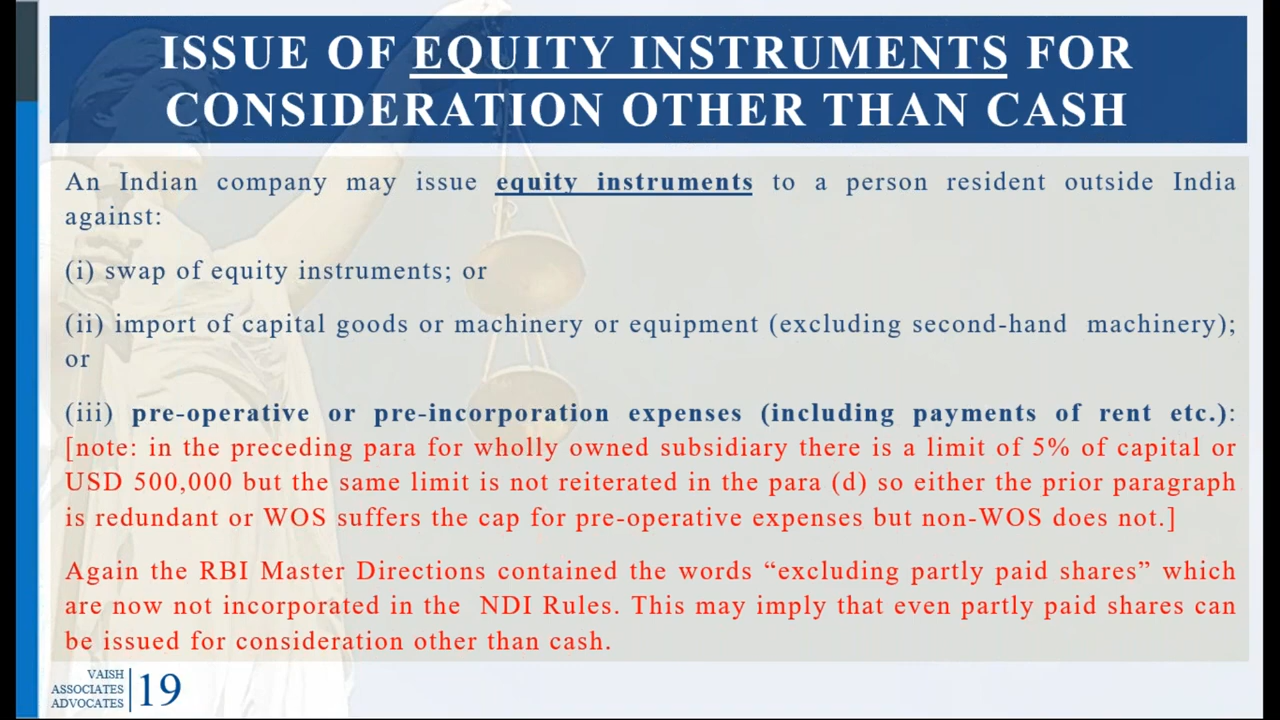 ISSUE OF EQUITY INSTRUMENTS FOR
CONSIDERATION OTHER THAN CASH
An Indian company may issue equity instruments to a person resident outside India
against:
(i) swap of equity instruments; or
(ii) import of capital goods or machinery or equipment (excluding second-hand machinery);
or
(iii) pre-operative or pre-incorporation expenses (including payments of rent etc.):
[note: in the preceding para for wholly owned subsidiary there is a limit of 5% of capital or
USD 500,000 but the same limit is not reiterated in the para (d) so either the prior paragraph
is redundant or WOS suffers the cap for pre-operative expenses but non-WOS does not.]
Again the RBI Master Directions contained the words “excluding partly paid shares” which
are now not incorporated in the NDI Rules. This may imply that even partly paid shares can
be issued for consideration other than cash.
VAISH
ASSOCIATES
ADVOCATES
19